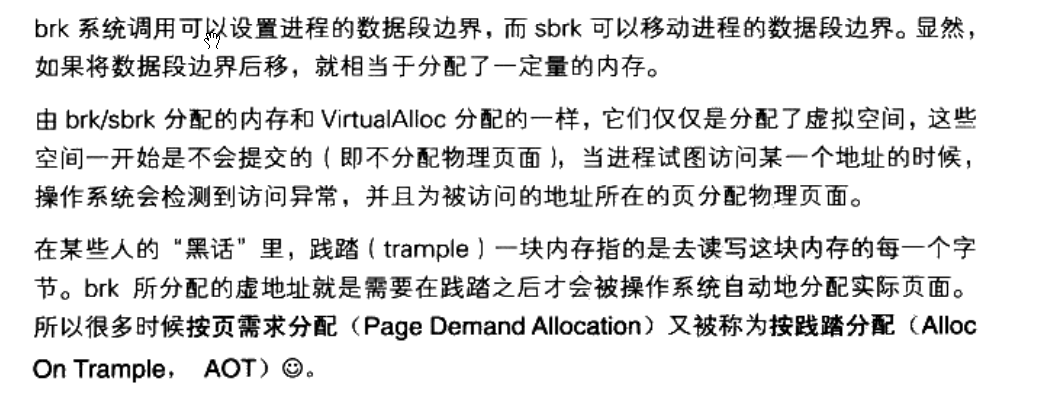 brk 系统调用可以设置进程的数据段边界，而 sbrk 可以移动进程的数据段边界。显然，
如果将数据段边界后移，就相当于分配了一定量的内存。
由 brk/sbrk 分配的内存和 VirtualAlloc 分配的一样，它们仅仅是分配了虚拟空间，这些
空间一开始是不会提交的（即不分配物理页面），当进程试图访问某一个地址的时候，
操作系统会检测到访问异常，并且为被访问的地址所在的页分配物理页面。
在某些人的“黑话”里，践踏（trample）一块内存指的是去读写这块内存的每一个字
节。brk 所分配的虚地址就是需要在践踏之后才会被操作系统自动地分配实际页面。
所以很多时候按页需求分配（Page Demand Allocation）又被称为按践踏分配（Alloc
On Trample， AOT）☺。